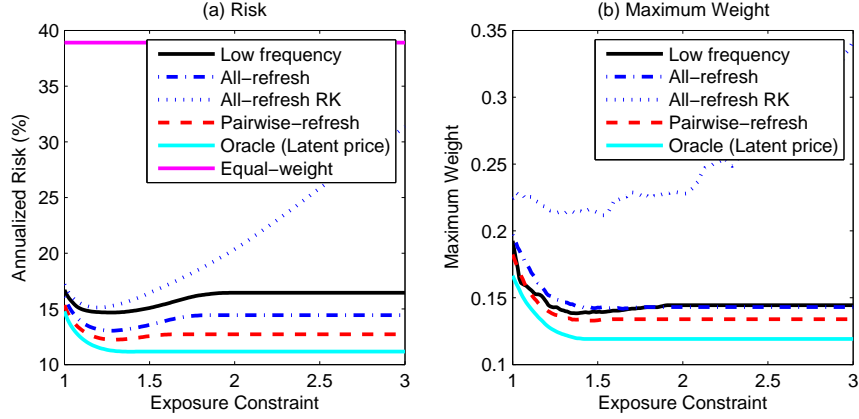 (a) Risk
40
35
30
25
20
15
10
Annualized Risk (%)
Low frequency
All−refresh
All−refresh RK
Pairwise−refresh
Oracle (Latent price)
Equal−weight
1
1.5
2
2.5
3
Exposure Constraint
(b) Maximum Weight
0.35
0.3
0.25
0.2
0.15
0.1
Maximum Weight
Low frequency
All−refresh
All−refresh RK
Pairwise−refresh
Oracle (Latent price)
1
1.5
2
2.5
3
Exposure Constraint